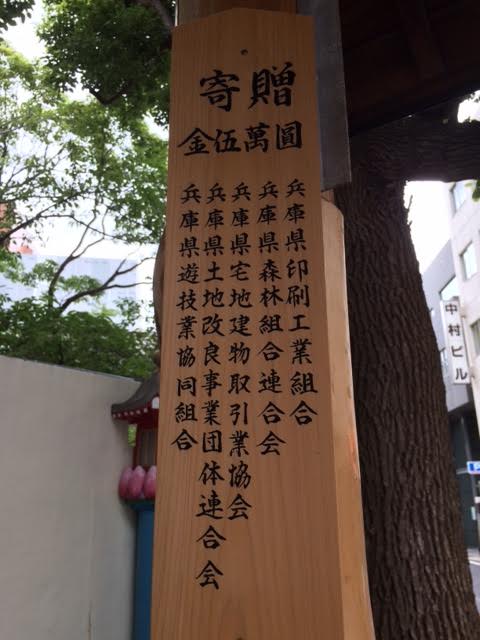 寄贈
金伍萬圓
兵庫県印刷工業組合
兵庫県森林組合連合会
兵庫県宅地建物取引業協会
兵庫県土地改良事業団体連合会
兵庫県遊技業協同組合
中村ビル